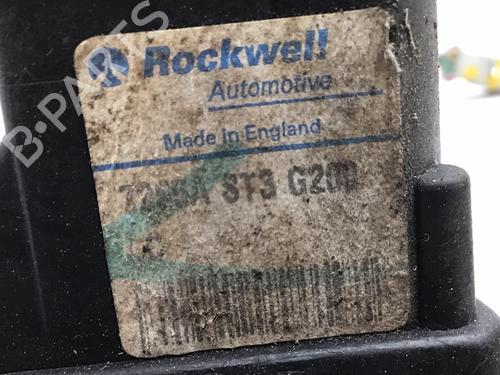 Rockwell
Automotive
Made in England
ST3 G200
B-PARTS